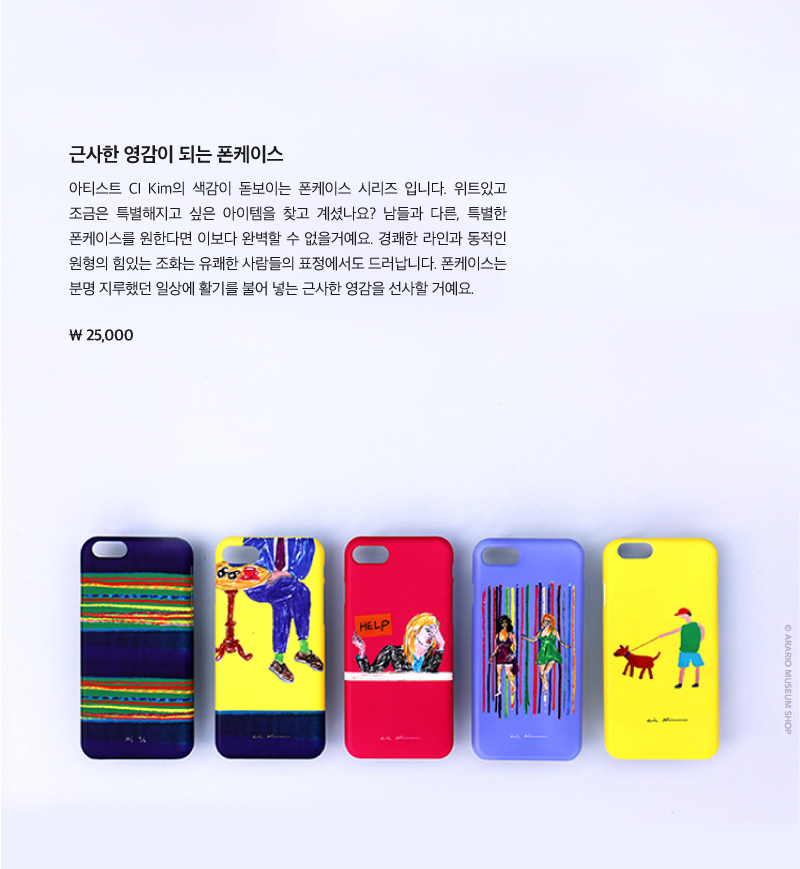 근사한 영감이 되는 폰케이스
아티스트 CI Kim의 색감이 돋보이는 폰케이스 시리즈 입니다. 위트있고
조금은 특별해지고 싶은 아이템을 찾고 계셨나요? 남들과 다른, 특별한
폰케이스를 원한다면 이보다 완벽할 수 없을거예요. 경쾌한 라인과 동적인
원형의 힘있는 조화는 유쾌한 사람들의 표정에서도 드러납니다. 폰케이스는
분명 지루했던 일상에 활기를 불어 넣는 근사한 영감을 선사할 거예요.
₩ 25,000
HELP
© ARARIO MUSEUM SHOP